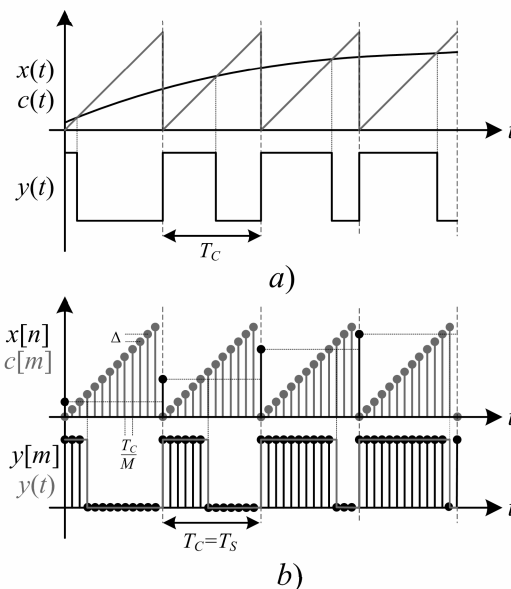 x(t)
c(t)
t
y(t)
t
T_C
a)
x[n]
c[m]
Δ
t
T_C/M
y[m]
y(t)
t
T_C=T_S
b)